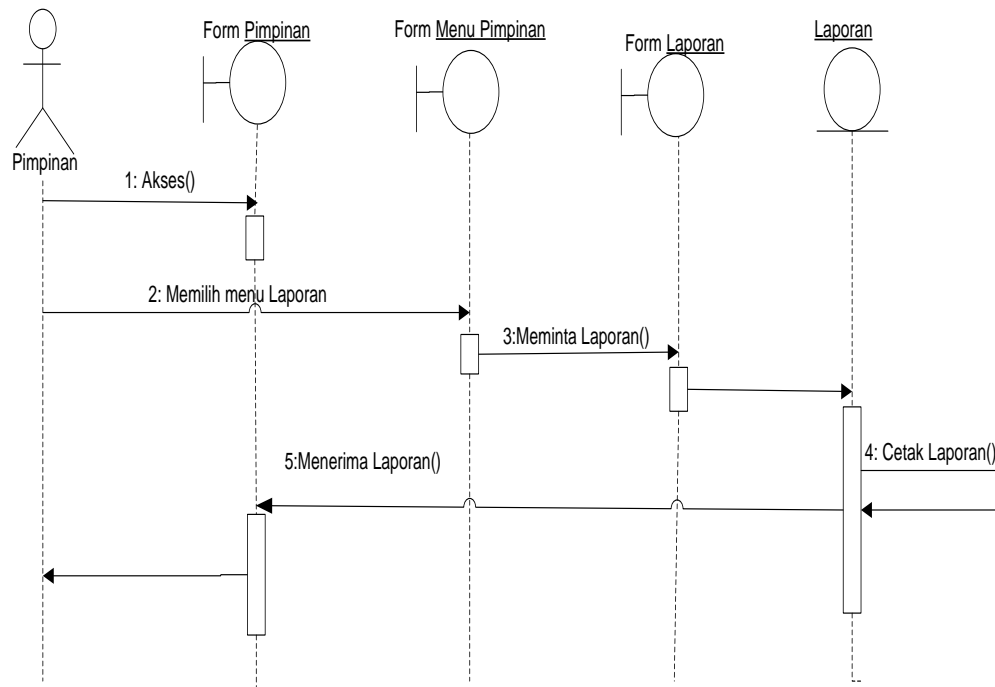 Form Pimpinan
Form Menu Pimpinan
Form Laporan
Laporan
Pimpinan
1: Akses()
2: Memilih menu Laporan
3:Meminta Laporan()
4: Cetak Laporan()
5:Menerima Laporan()